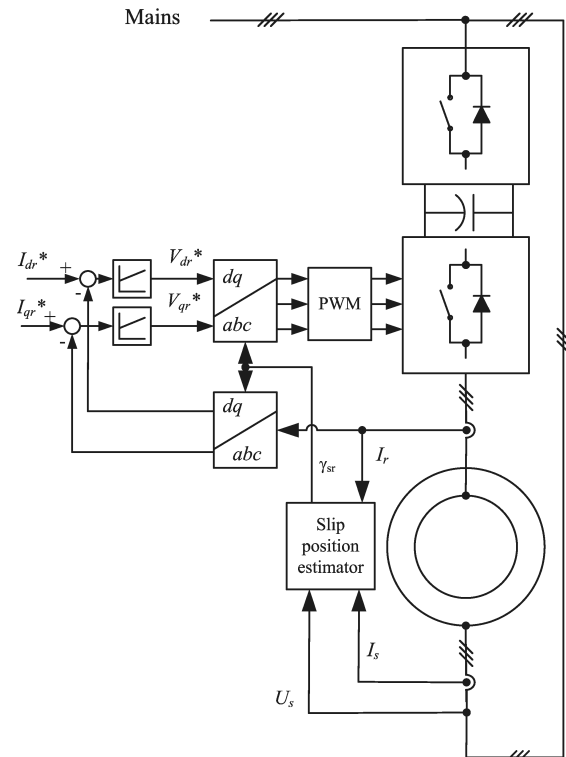 Mains
I_dr*
+
-
V_dr*
dq
abc
PWM
I_qr*
+
-
V_qr*
dq
abc
γ_sr
I_r
Slip
position
estimator
I_s
U_s